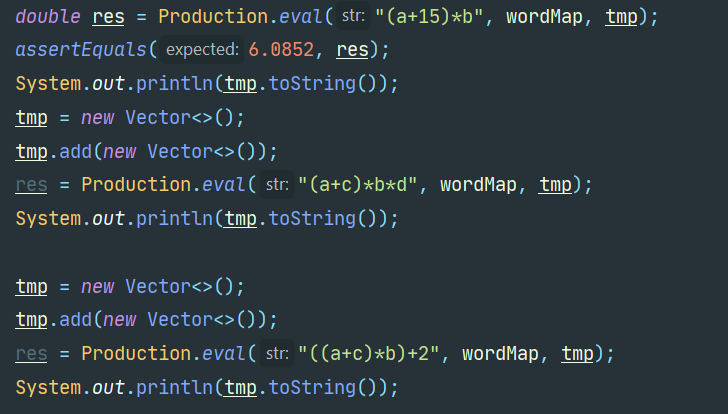 double res = Production.eval( str: "(a+15)*b", wordMap, tmp);
assertEquals( expected: 6.0852, res);
System.out.println(tmp.toString());
tmp = new Vector<>();
tmp.add(new Vector<>());
res = Production.eval( str: "(a+c)*b*d", wordMap, tmp);
System.out.println(tmp.toString());
tmp = new Vector<>();
tmp.add(new Vector<>());
res = Production.eval( str: "((a+c)*b)+2", wordMap, tmp);
System.out.println(tmp.toString());